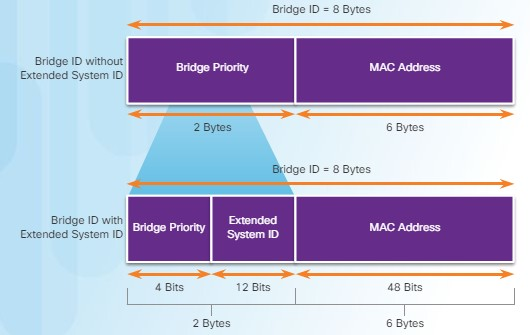 Bridge ID = 8 Bytes
Bridge ID without
Extended System ID
Bridge Priority
MAC Address
2 Bytes
6 Bytes
Bridge ID = 8 Bytes
Bridge ID with
Extended System ID
Bridge Priority
Extended
System ID
MAC Address
4 Bits
12 Bits
48 Bits
2 Bytes
6 Bytes